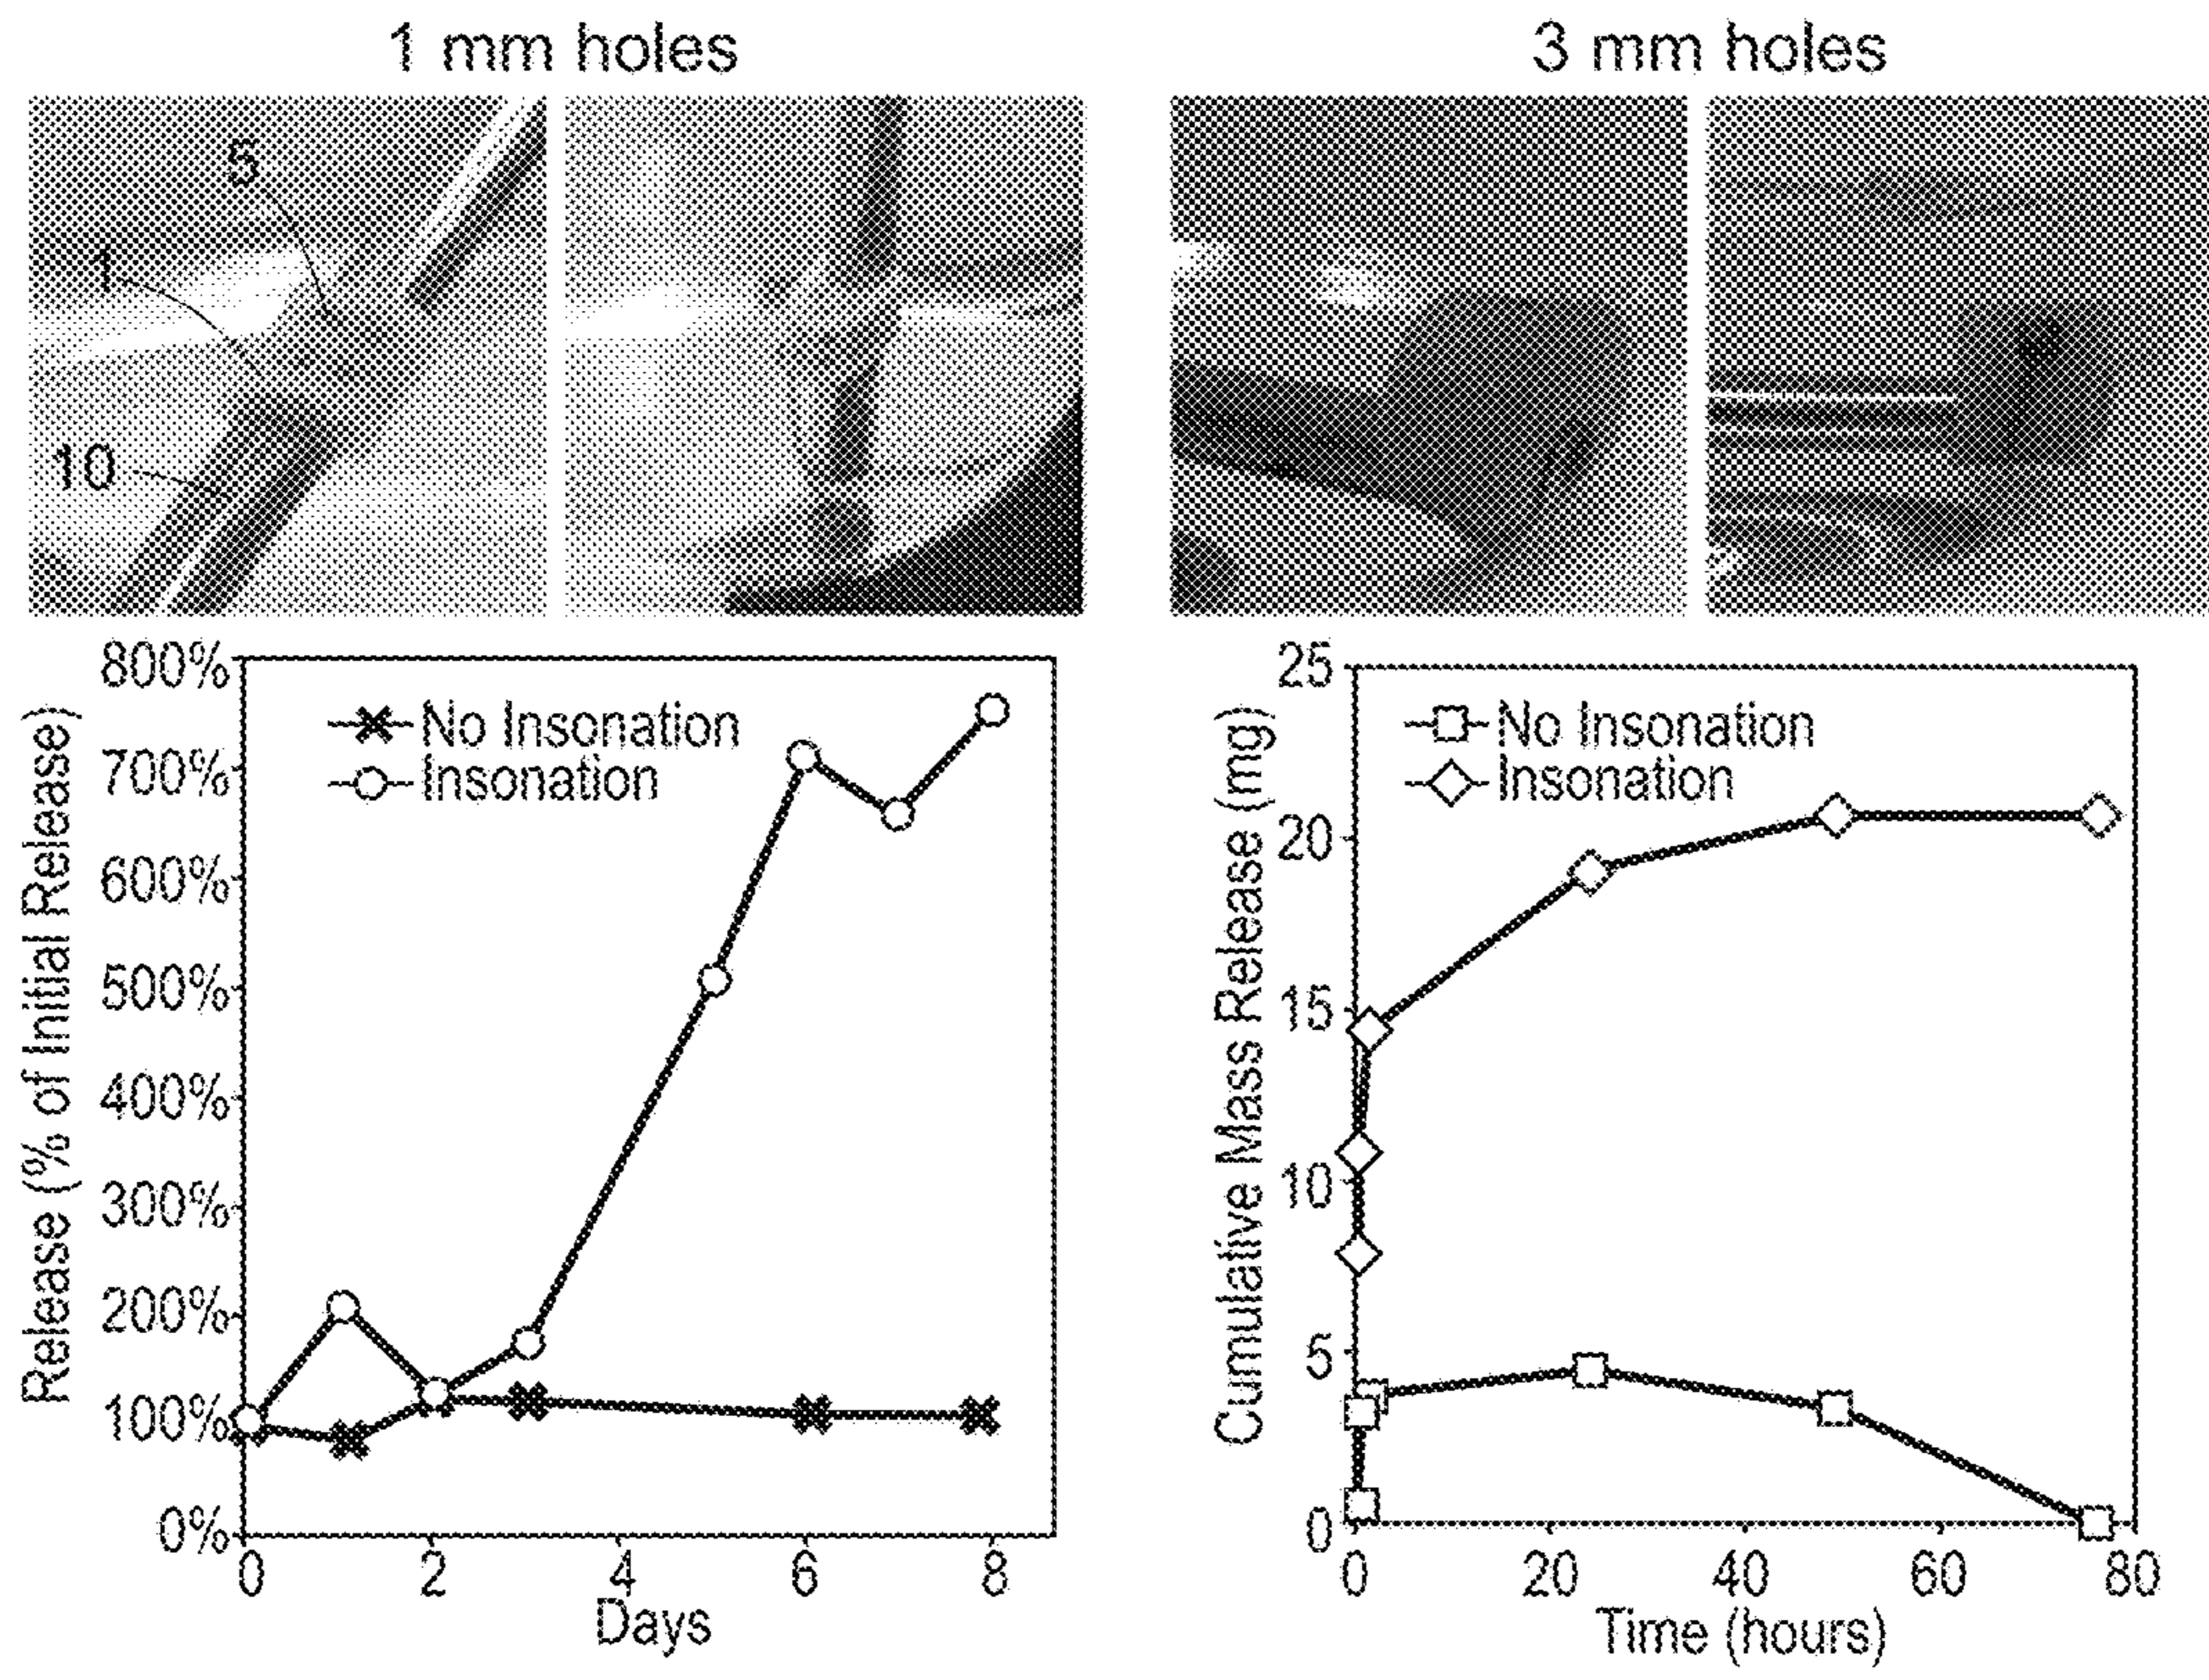 1 mm holes
3 mm holes
5
1
10
800%
700%
600%
500%
400%
300%
200%
100%
0%
Release (% of Initial Release)
No Insonation
Insonation
0 2 4 6 8
Days
25
20
15
10
5
0
Cumulative Mass Release (mg)
No Insonation
Insonation
0 20 40 60 80
Time (hours)